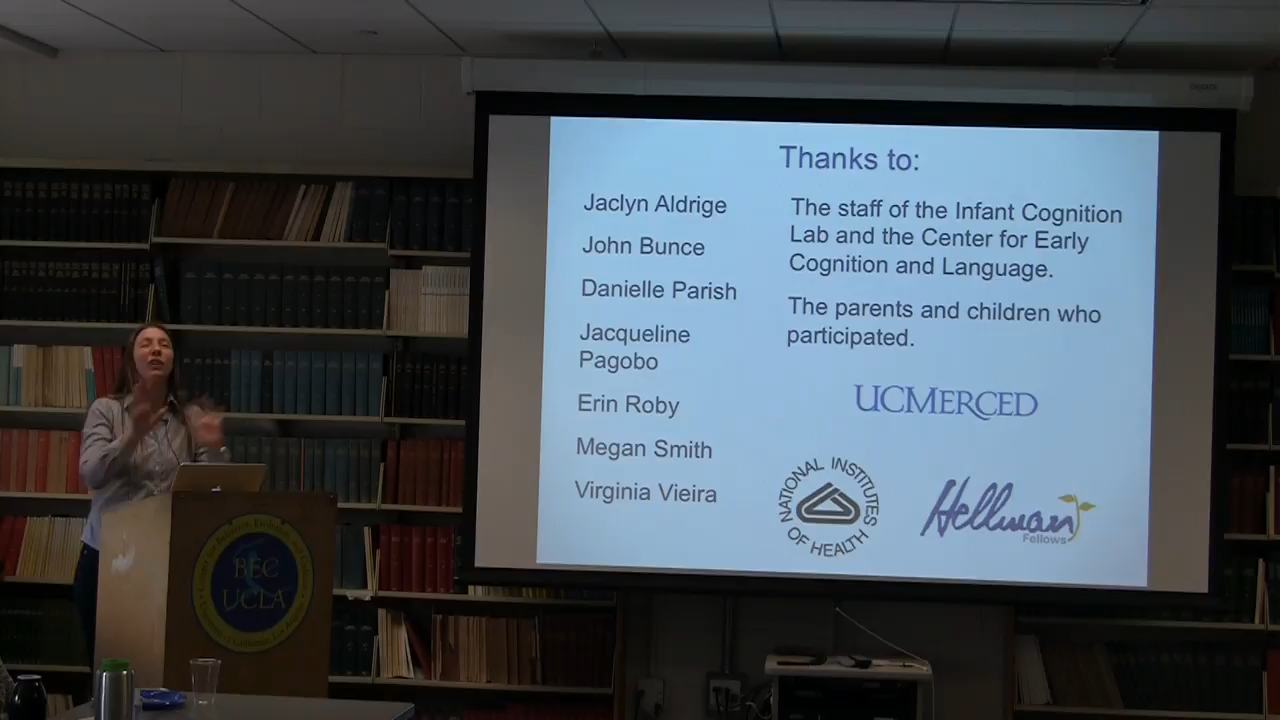 Thanks to:
Jaclyn Aldrige
John Bunce
Danielle Parish
Jacqueline
Pagobo
Erin Roby
Megan Smith
Virginia Vieira
The staff of the Infant Cognition
Lab and the Center for Early
Cognition and Language.
The parents and children who
participated.
UCMERCED
NATIONAL INSTITUTES
OF HEALTH
Hellman
Fellows
BEC
UCLA